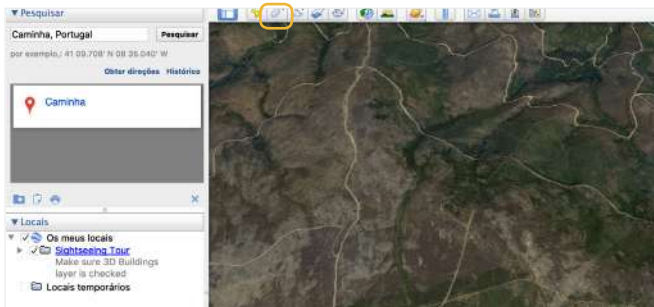 ▼ Pesquisar
Caminha, Portugal
Pesquisar
por exemplo,: 41 09.708' N 08 26.040' W
Obter direções Histórico
Caminha
▼ Locais
Os meus locais
Sightseeing Tour
Make sure 3D Buildings
layer is checked
Locais temporários